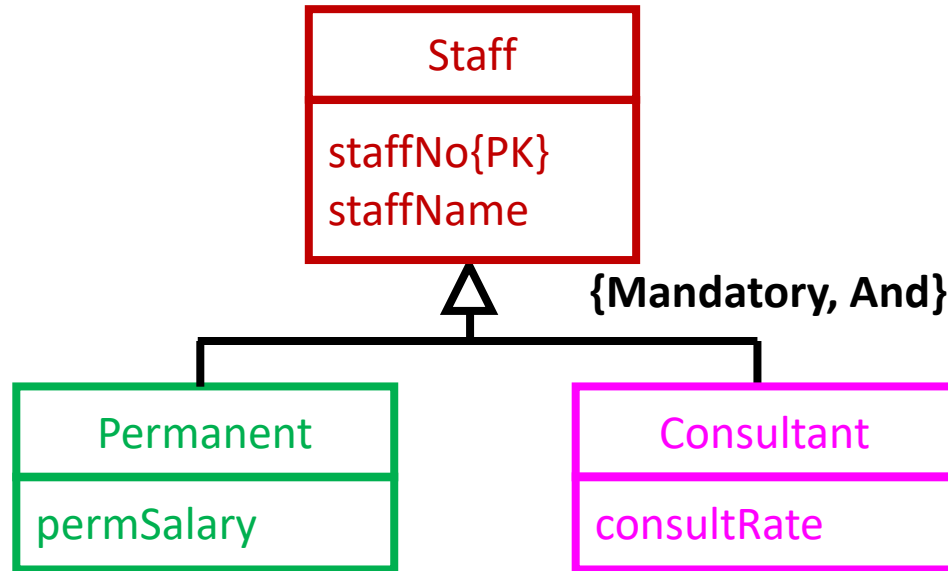 Staff
staffNo{PK}
staffName
{Mandatory, And}
Permanent
permSalary
Consultant
consultRate